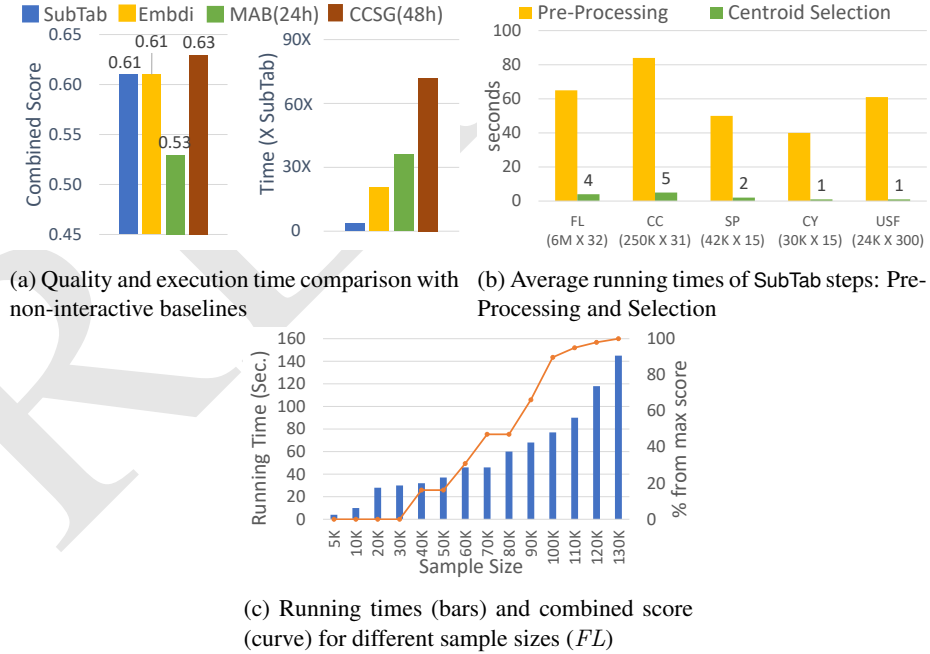 SubTab Embdi MAB(24h) CCSG(48h)
0.65
0.60
0.55
0.50
0.45
Combined Score
0.61
0.61
0.53
0.63
90X
60X
30X
0
Time (X SubTab)
Pre-Processing Centroid Selection
100
80
60
40
20
0
seconds
4
5
2
1
1
FL CC SP CY USF
(6M X 32) (250K X 31) (42K X 15) (30K X 15) (24K X 300)
(a) Quality and execution time comparison with
non-interactive baselines
(b) Average running times of SubTab steps: Pre-
Processing and Selection
160
140
120
100
80
60
40
20
0
Running Time (Sec.)
100
80
60
40
20
0
% from max score
5K 10K 20K 30K 40K 50K 60K 70K 80K 90K 100K 110K 120K 130K
Sample Size
(c) Running times (bars) and combined score
(curve) for different sample sizes (FL)